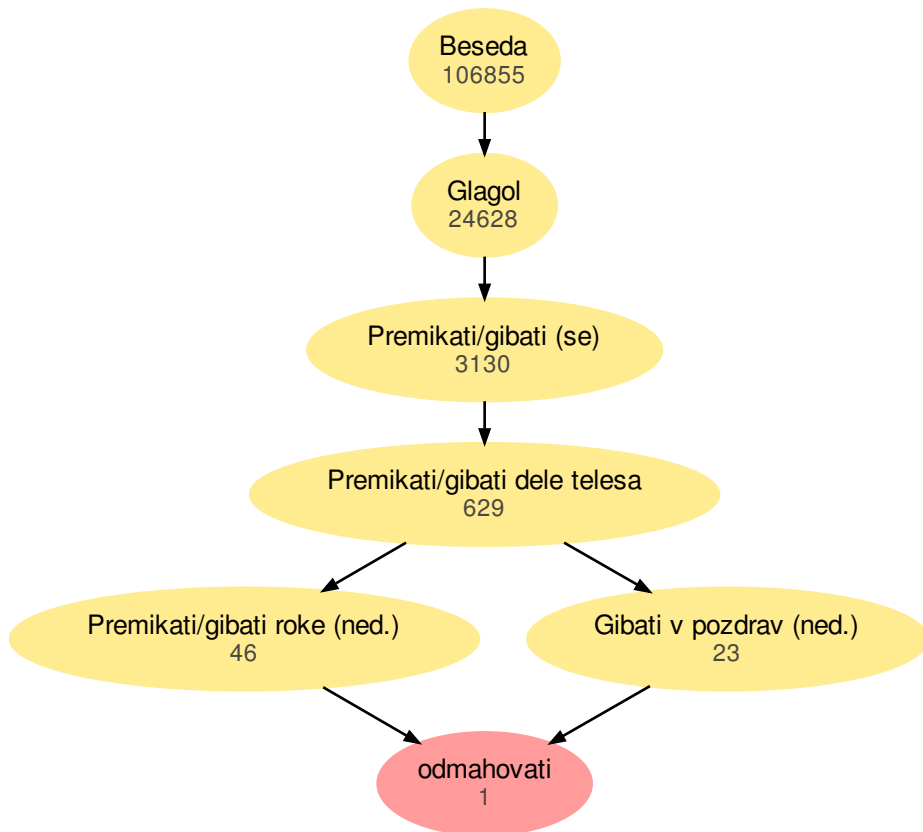 Beseda
106855
Glagol
24628
Premikati/gibati (se)
3130
Premikati/gibati dele telesa
629
Premikati/gibati roke (ned.)
46
Gibati v pozdrav (ned.)
23
odmahovati
1